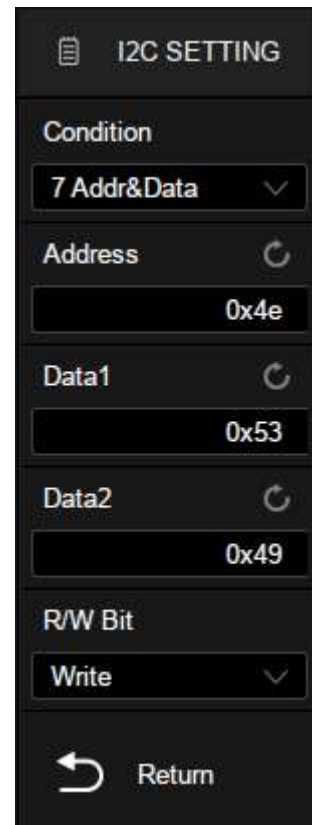 I2C SETTING
Condition
7 Addr&Data
Address
0x4e
Data1
0x53
Data2
0x49
R/W Bit
Write
Return